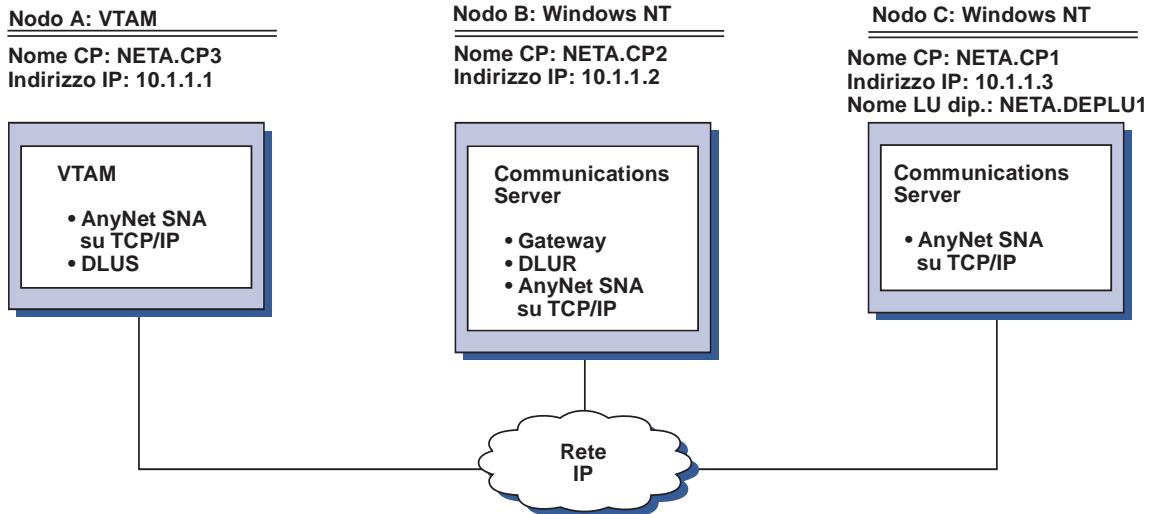 Nodo A: VTAM
Nome CP: NETA.CP3
Indirizzo IP: 10.1.1.1
VTAM
• AnyNet SNA
su TCP/IP
• DLUS
Nodo B: Windows NT
Nome CP: NETA.CP2
Indirizzo IP: 10.1.1.2
Communications
Server
• Gateway
• DLUR
• AnyNet SNA
su TCP/IP
Nodo C: Windows NT
Nome CP: NETA.CP1
Indirizzo IP: 10.1.1.3
Nome LU dip.: NETA.DEPLU1
Communications
Server
• AnyNet SNA
su TCP/IP
Rete
IP